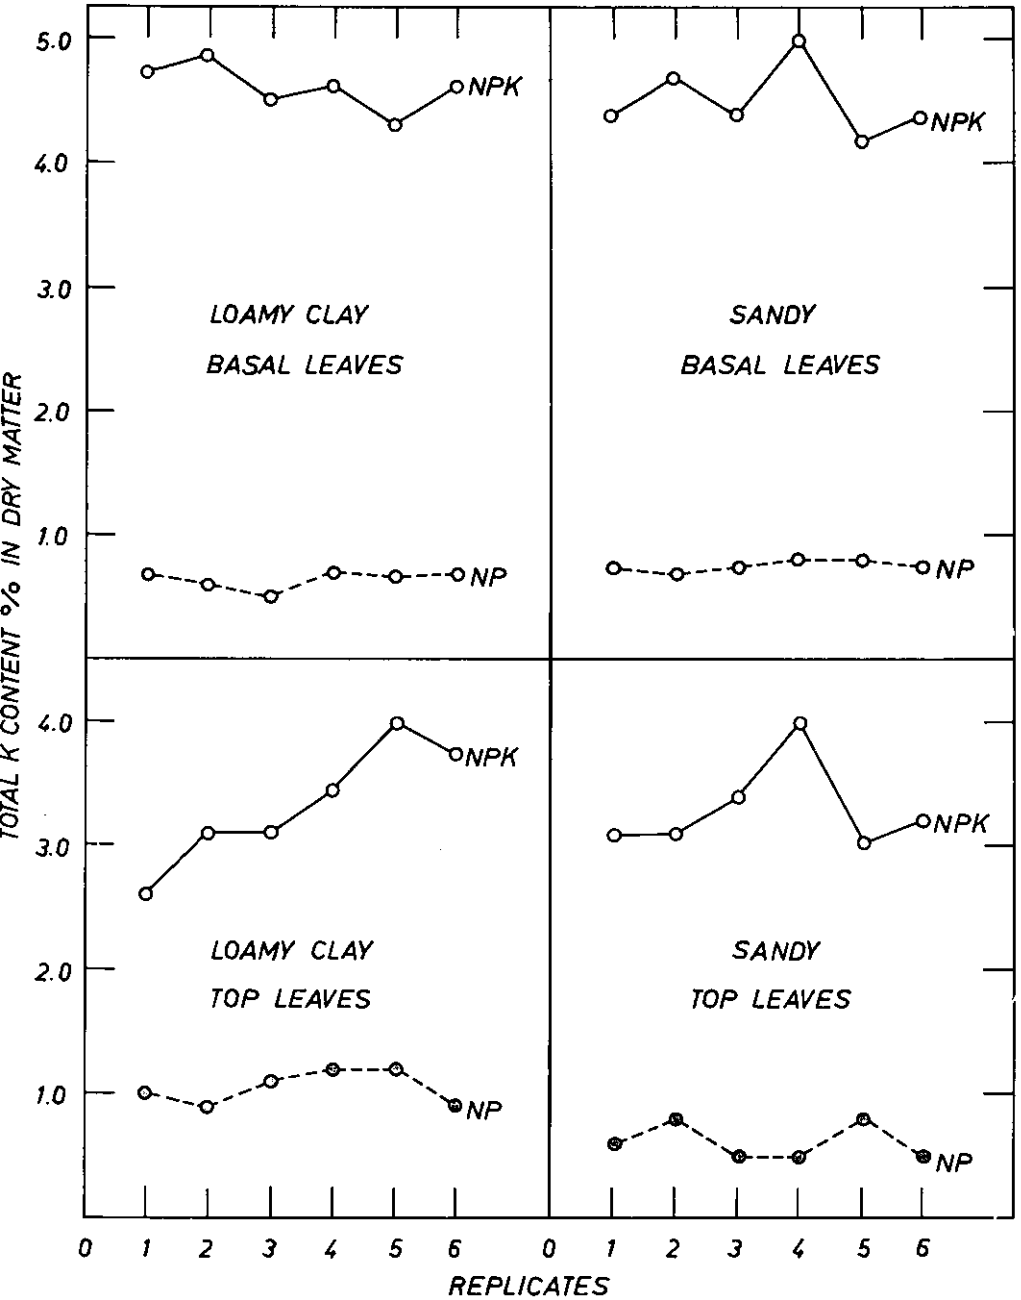 5.0
4.0
3.0
2.0
1.0
NPK
NPK
LOAMY CLAY
BASAL LEAVES
SANDY
BASAL LEAVES
NP
NP
TOTAL K CONTENT % IN DRY MATTER
4.0
3.0
2.0
1.0
NPK
NPK
LOAMY CLAY
TOP LEAVES
SANDY
TOP LEAVES
NP
NP
0 1 2 3 4 5 6 0 1 2 3 4 5 6
REPLICATES